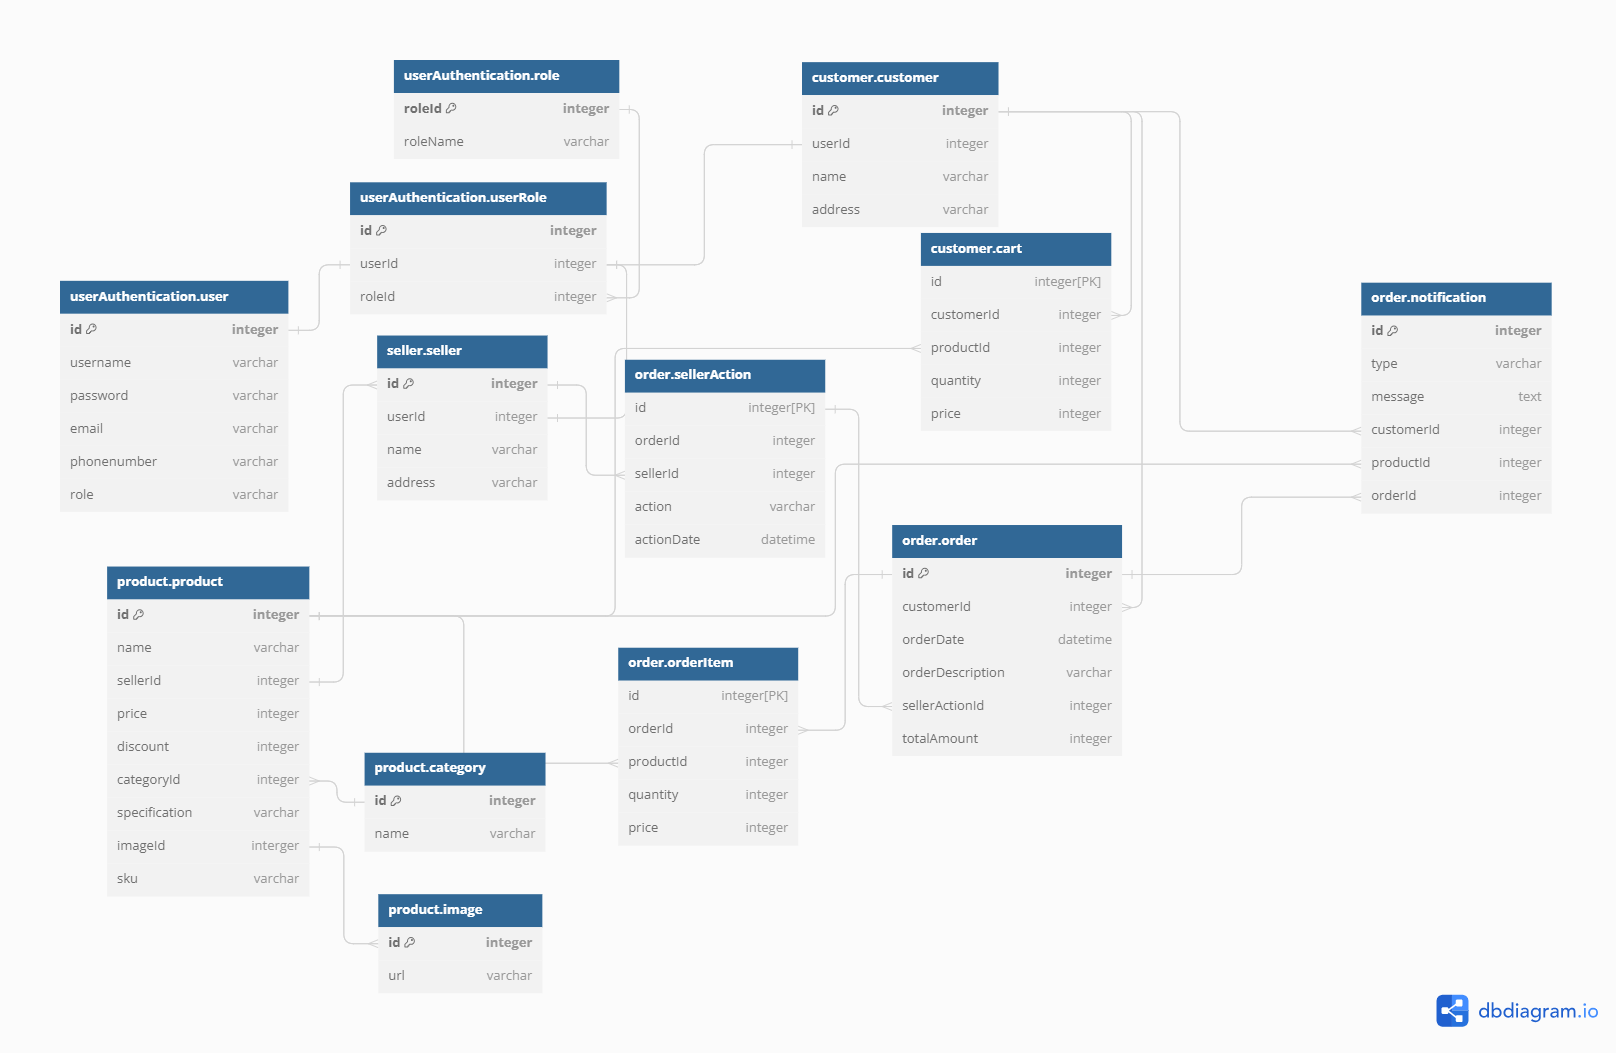 userAuthentication.role
roleId integer
roleName varchar
customer.customer
id integer
userId integer
name varchar
address varchar
userAuthentication.userRole
id integer
userId integer
roleId integer
customer.cart
id integer[PK]
customerId integer
productId integer
quantity integer
price integer
userAuthentication.user
id integer
username varchar
password varchar
email varchar
phonenumber varchar
role varchar
order.notification
id integer
type varchar
message text
customerId integer
productId integer
orderId integer
seller.seller
id integer
userId integer
name varchar
address varchar
order.sellerAction
id integer[PK]
orderId integer
sellerId integer
action varchar
actionDate datetime
order.order
id integer
customerId integer
orderDate datetime
orderDescription varchar
sellerActionId integer
totalAmount integer
product.product
id integer
name varchar
sellerId integer
price integer
discount integer
categoryId integer
specification varchar
imageId interger
sku varchar
order.orderItem
id integer[PK]
orderId integer
productId integer
quantity integer
price integer
product.category
id integer
name varchar
product.image
id integer
url varchar
dbdiagram.io